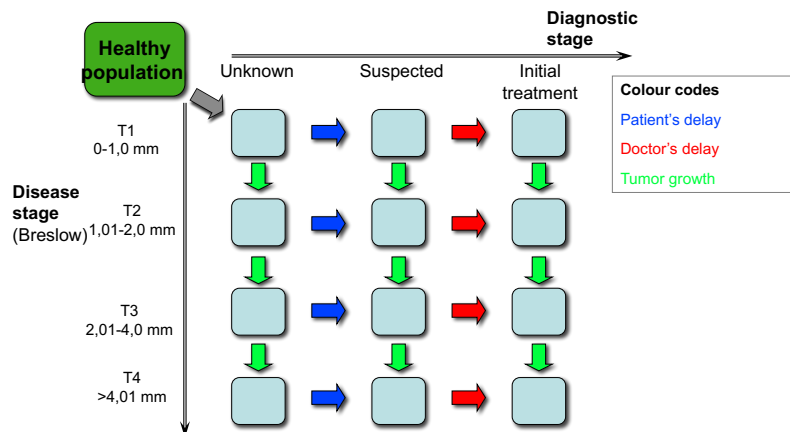 Healthy
population
Diagnostic
stage
Unknown
Suspected
Initial
treatment
Colour codes
Patient's delay
Doctor's delay
Tumor growth
T1
0-1,0 mm
Disease
stage
(Breslow)
T2
1,01-2,0 mm
T3
2,01-4,0 mm
T4
>4,01 mm